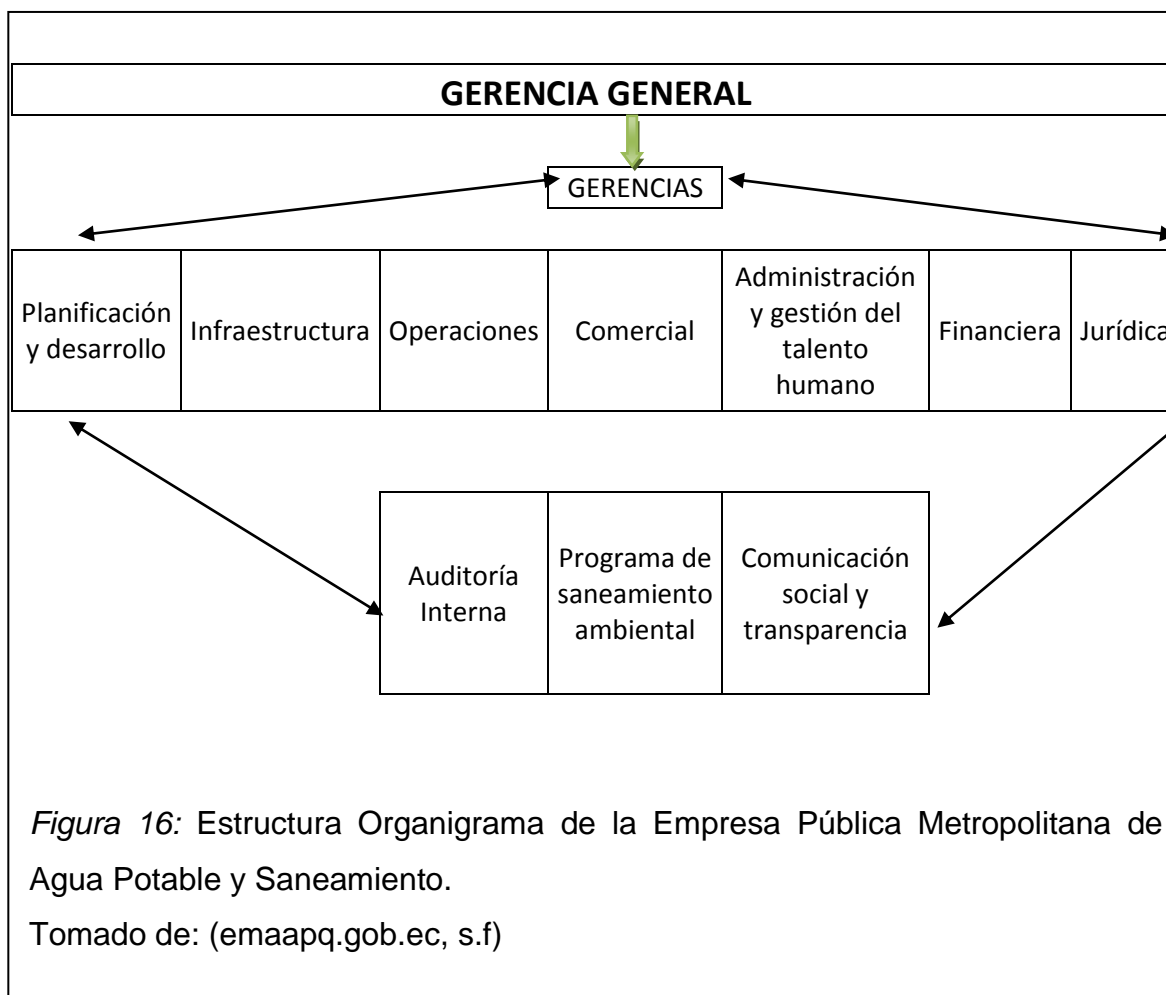 GERENCIA GENERAL
GERENCIAS
Planificación
y desarrollo
Infraestructura
Operaciones
Comercial
Administración
y gestión del
talento
humano
Financiera
Jurídica
Auditoría
Interna
Programa de
saneamiento
ambiental
Comunicación
social y
transparencia
Figura 16: Estructura Organigrama de la Empresa Pública Metropolitana de
Agua Potable y Saneamiento.
Tomado de: (emaapq.gob.ec, s.f)